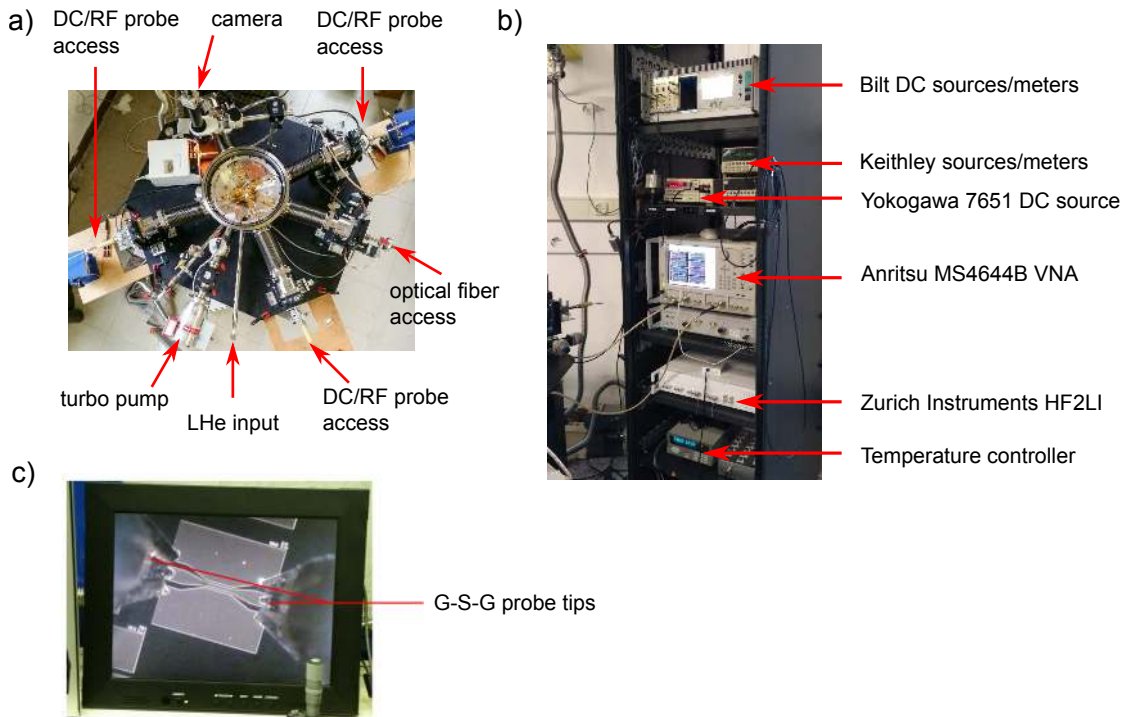 a)
DC/RF probe
access
camera
DC/RF probe
access
optical fiber
access
turbo pump
LHe input
DC/RF probe
access
b)
Bilt DC sources/meters
Keithley sources/meters
Yokogawa 7651 DC source
Anritsu MS4644B VNA
Zurich Instruments HF2LI
Temperature controller
c)
G-S-G probe tips